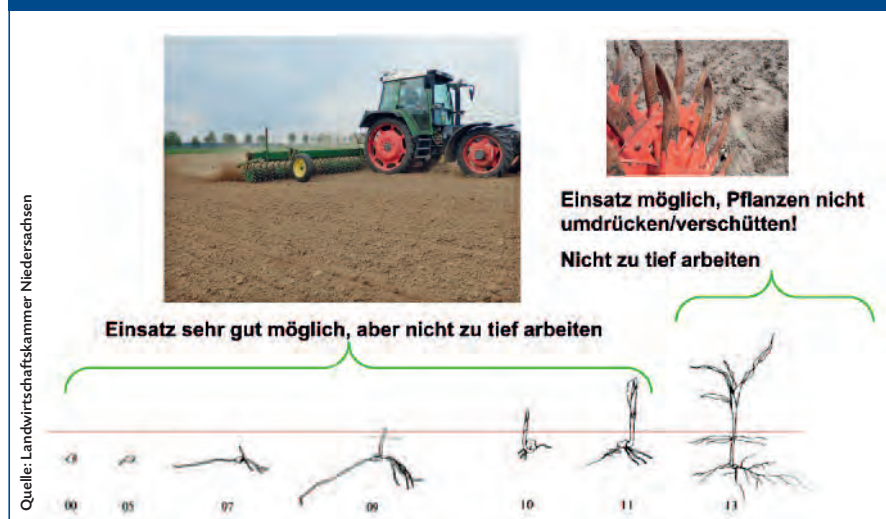 Einsatz möglich, Pflanzen nicht
umdrücken/verschütten!
Nicht zu tief arbeiten
Einsatz sehr gut möglich, aber nicht zu tief arbeiten
Quelle: Landwirtschaftskammer Niedersachsen
00 05 07 09 10 11 13